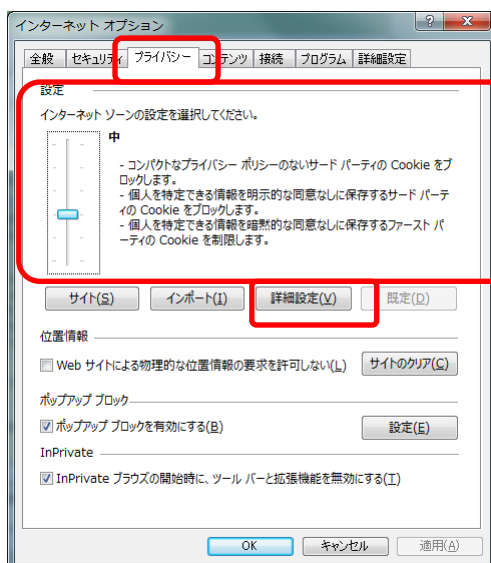 インターネット オプション
全般 セキュリティ プライバシー コンテンツ 接続 プログラム 詳細設定
設定
インターネット ゾーンの設定を選択してください。
中
- コンパクトなプライバシー ポリシーのないサード パーティの Cookie をブ
ロックします。
- 個人を特定できる情報を明示的な同意なしに保存するサード パーテ
ィの Cookie をブロックします。
- 個人を特定できる情報を暗黙的な同意なしに保存するファースト パ
ーティの Cookie を制限します。
サイト(S) インポート(I) 詳細設定(V) 既定(D)
位置情報
Web サイトによる物理的な位置情報の要求を許可しない(L) サイトのクリア(C)
ポップアップ ブロック
ポップアップ ブロックを有効にする(B) 設定(E)
InPrivate
InPrivate ブラウズの開始時に、ツール バーと拡張機能を無効にする(T)
OK キャンセル 適用(A)